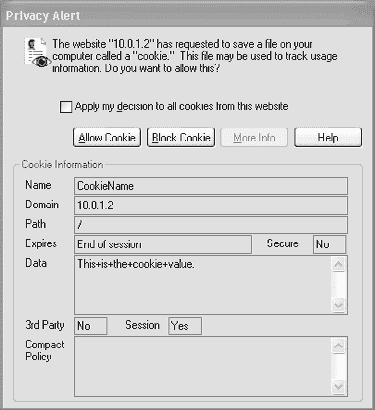 Privacy Alert
The website "10.0.1.2" has requested to save a file on your
computer called a "cookie." This file may be used to track usage
information. Do you want to allow this?
Apply my decision to all cookies from this website
Allow Cookie Block Cookie More Info Help
Cookie Information
Name CookieName
Domain 10.0.1.2
Path /
Expires End of session Secure No
Data This+is+the+cookie+value.
3rd Party No Session Yes
Compact
Policy